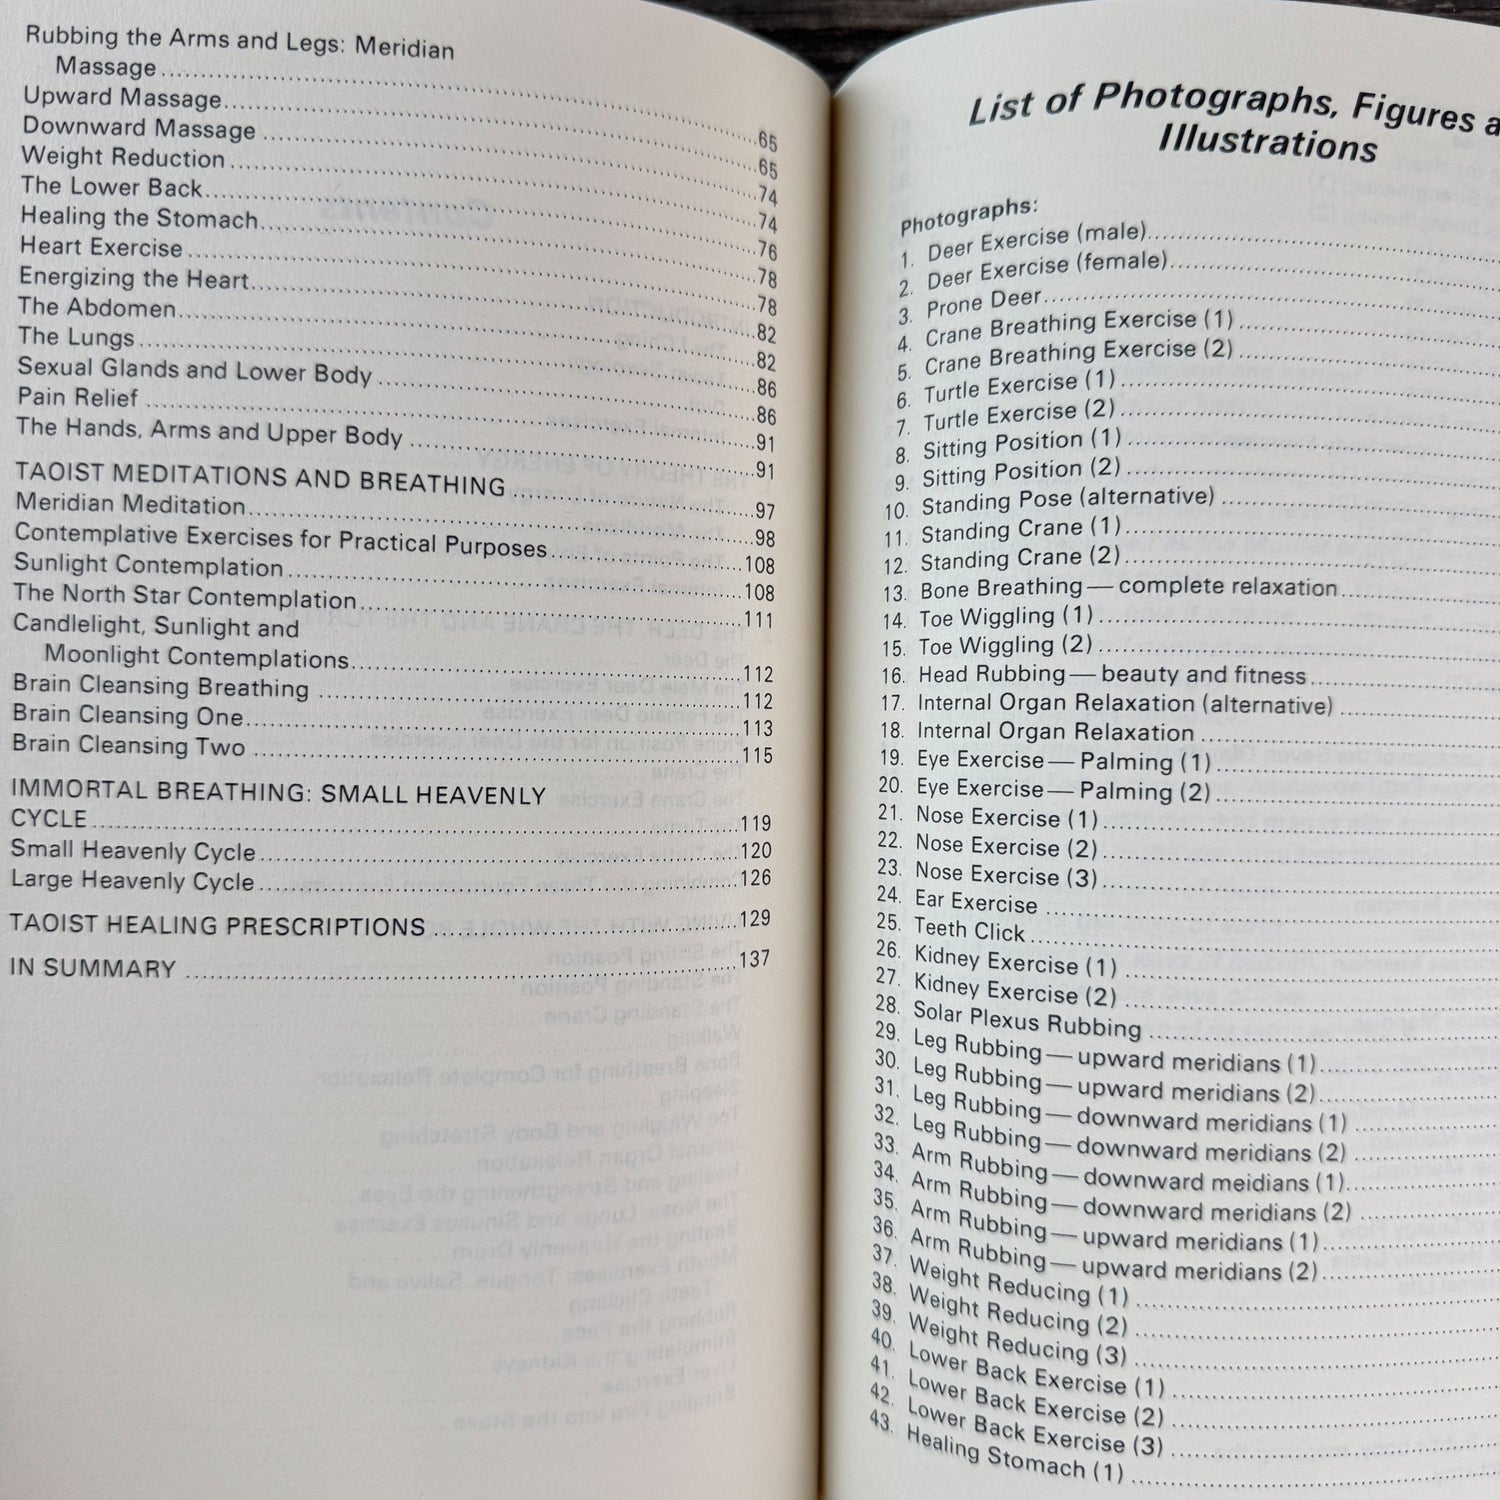 Rubbing the Arms and Legs: Meridian
Massage..........65
Upward Massage..........65
Downward Massage..........74
Weight Reduction..........74
The Lower Back..........76
Healing the Stomach..........78
Heart Exercise..........78
Energizing the Heart..........82
The Abdomen..........82
The Lungs..........86
Sexual Glands and Lower Body..........86
Pain Relief..........91
The Hands, Arms and Upper Body..........91
TAOIST MEDITATIONS AND BREATHING..........97
Meridian Meditation..........98
Contemplative Exercises for Practical Purposes..........108
Sunlight Contemplation..........108
The North Star Contemplation..........111
Candlelight, Sunlight and
Moonlight Contemplations..........112
Brain Cleansing Breathing..........112
Brain Cleansing One..........113
Brain Cleansing Two..........115
IMMORTAL BREATHING: SMALL HEAVENLY
CYCLE..........119
Small Heavenly Cycle..........120
Large Heavenly Cycle..........126
TAOIST HEALING PRESCRIPTIONS..........129
IN SUMMARY..........137
List of Photographs, Figures a
Illustrations
Photographs:
1. Deer Exercise (male)..........
2. Deer Exercise (female)..........
3. Prone Deer..........
4. Crane Breathing Exercise (1)..........
5. Crane Breathing Exercise (2)..........
6. Turtle Exercise (1)..........
7. Turtle Exercise (2)..........
8. Sitting Position (1)..........
9. Sitting Position (2)..........
10. Standing Pose (alternative)..........
11. Standing Crane (1)..........
12. Standing Crane (2)..........
13. Bone Breathing—complete relaxation..........
14. Toe Wiggling (1)..........
15. Toe Wiggling (2)..........
16. Head Rubbing—beauty and fitness..........
17. Internal Organ Relaxation (alternative)..........
18. Internal Organ Relaxation..........
19. Eye Exercise—Palming (1)..........
20. Eye Exercise—Palming (2)..........
21. Nose Exercise (1)..........
22. Nose Exercise (2)..........
23. Nose Exercise (3)..........
24. Ear Exercise..........
25. Teeth Click..........
26. Kidney Exercise (1)..........
27. Kidney Exercise (2)..........
28. Solar Plexus Rubbing..........
29. Leg Rubbing—upward meridians (1)..........
30. Leg Rubbing—upward meridians (2)..........
31. Leg Rubbing—downward meridians (1)..........
32. Leg Rubbing—downward meridians (2)..........
33. Arm Rubbing—downward meidians (1)..........
34. Arm Rubbing—downward meridians (2)..........
35. Arm Rubbing—upward meridians (1)..........
36. Arm Rubbing—upward meridians (2)..........
37. Weight Reducing (1)..........
38. Weight Reducing (2)..........
39. Weight Reducing (3)..........
40. Lower Back Exercise (1)..........
41. Lower Back Exercise (2)..........
42. Lower Back Exercise (3)..........
43. Healing Stomach (1)..........